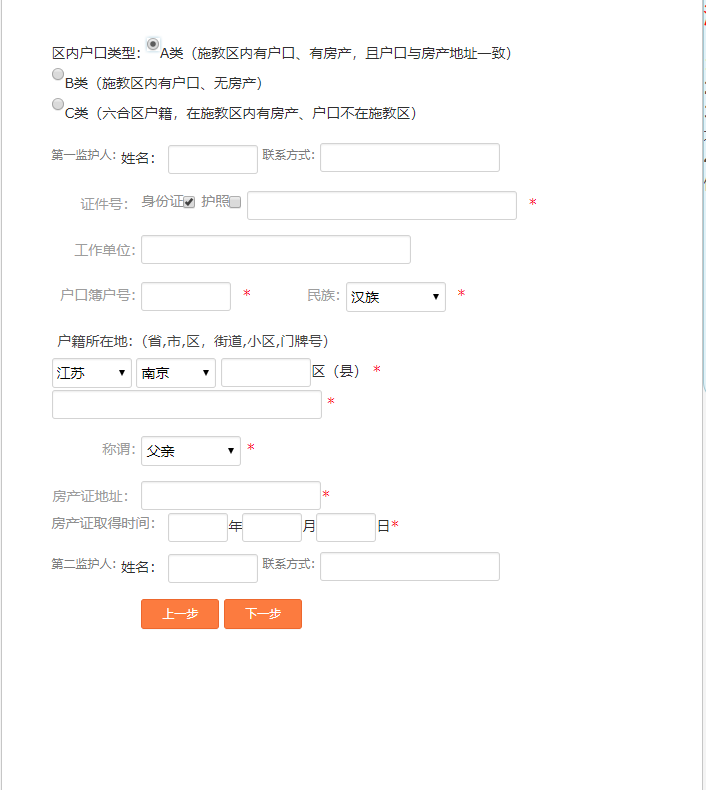 区内户口类型：A类（施教区内有户口、有房产，且户口与房产地址一致）
B类（施教区内有户口、无房产）
C类（六合区户籍，在施教区内有房产、户口不在施教区）
第一监护人: 姓名： 联系方式:
证件号： 身份证 护照 *
工作单位:
户口簿户号: * 民族: 汉族 *
户籍所在地：(省,市,区，街道,小区,门牌号)
江苏 南京 区（县） *
*
称谓: 父亲 *
房产证地址： *
房产证取得时间： 年 月 日*
第二监护人: 姓名： 联系方式:
上一步 下一步